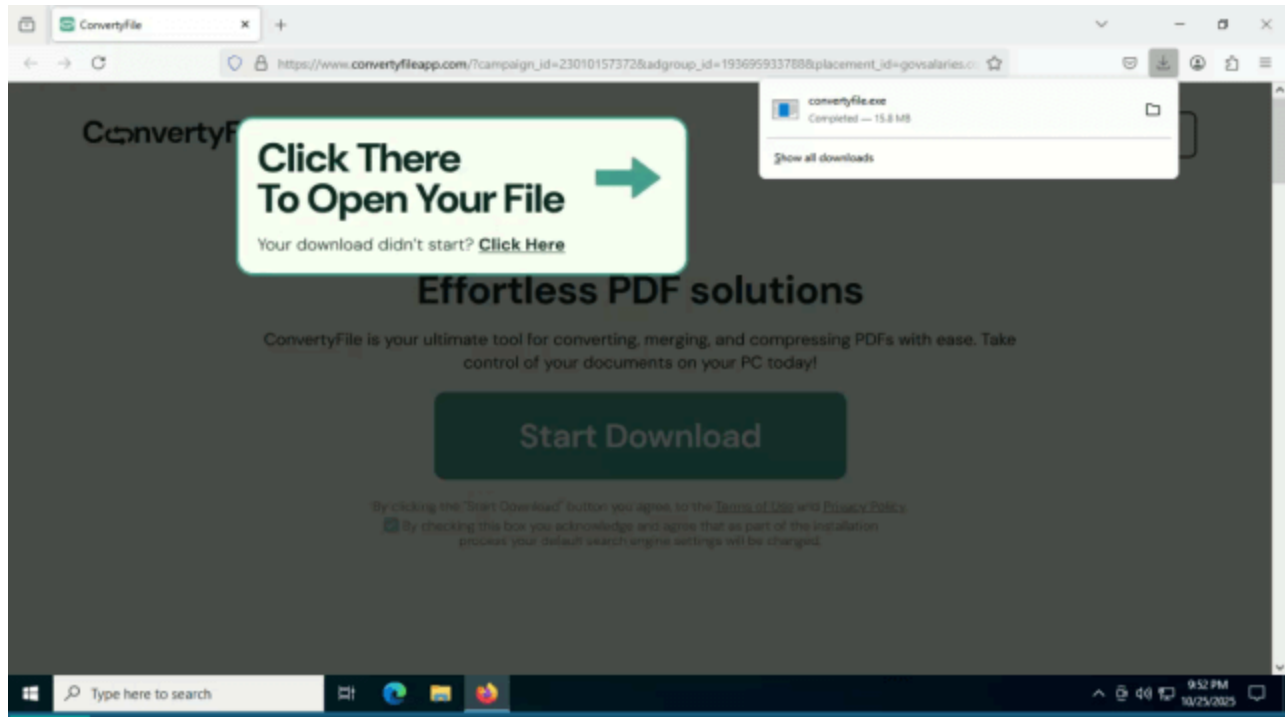 ConvertyFile
https://www.convertyfileapp.com/?campaign_id=23010157372&adgroup_id=193695933788&placement_id=govsalaries.c
convertyfile.exe
Completed — 15.8 MB
Show all downloads
ConvertyF
Click There
To Open Your File
Your download didn't start? Click Here
Effortless PDF solutions
ConvertyFile is your ultimate tool for converting, merging, and compressing PDFs with ease. Take
control of your documents on your PC today!
Start Download
By clicking the "Start Download" button you agree, to the Terms of Use and Privacy Policy.
By checking this box you acknowledge and agree that as part of the installation
process your default search engine settings will be changed.
Type here to search
9:52 PM
10/25/2025